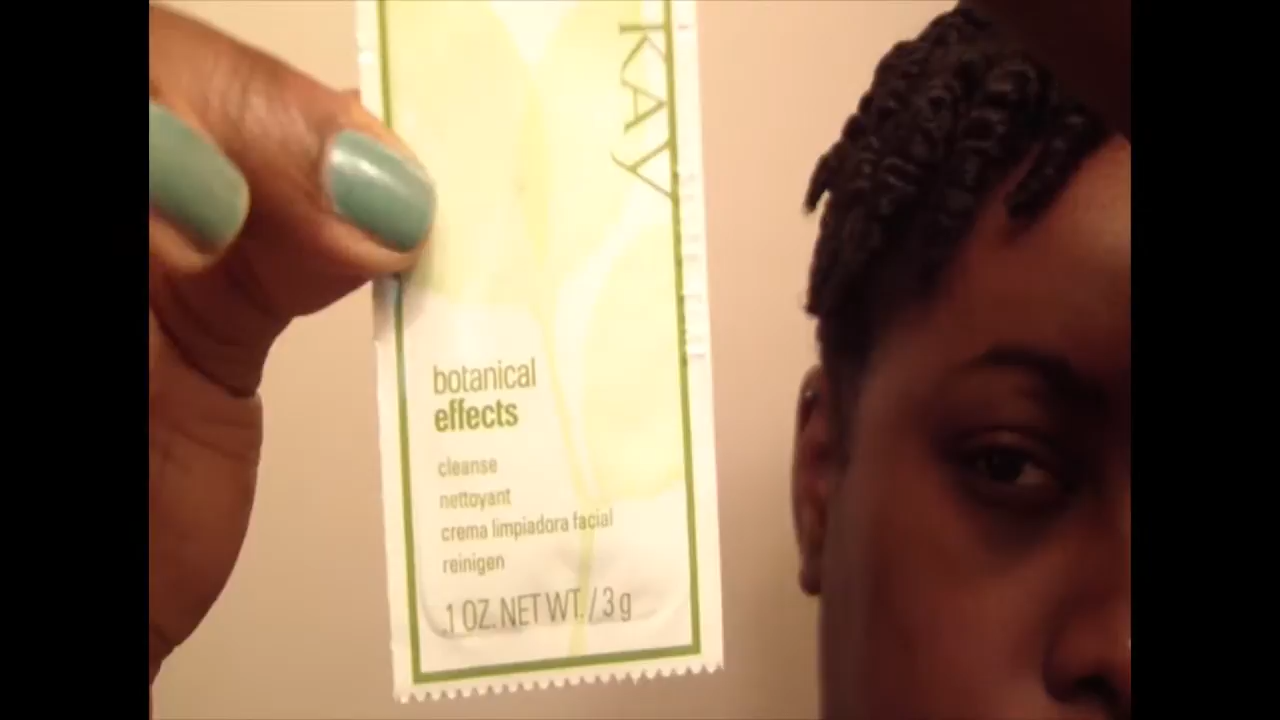 KAY
botanical
effects
cleanse
nettoyant
crema limpiadora facial
reinigen
.1 OZ. NET WT. / 3 g